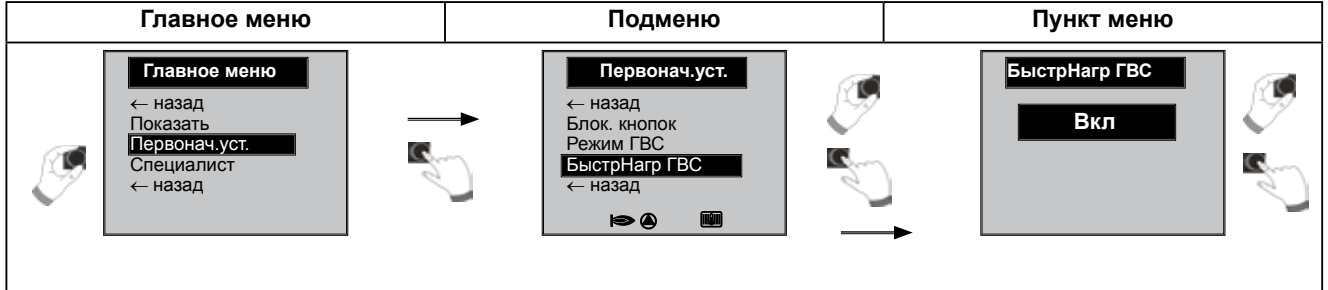 Главное меню
Подменю
Пункт меню
Главное меню
← назад
Показать
Первонач.уст.
Специалист
← назад
Первонач.уст.
← назад
Блок. кнопок
Режим ГВС
БыстрНагр ГВС
← назад
БыстрНагр ГВС
Вкл